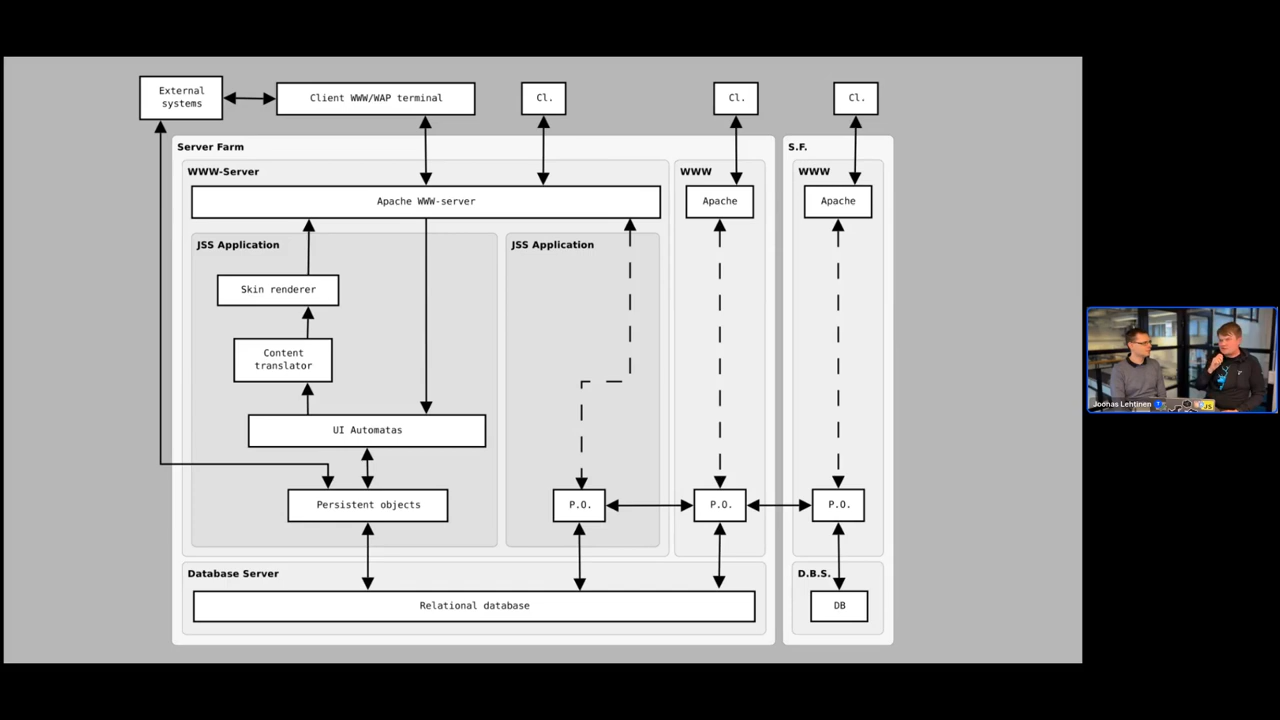 External
systems
Client WWW/WAP terminal
Cl.
Cl.
Cl.
Server Farm
S.F.
WWW-Server
WWW
WWW
Apache WWW-server
Apache
Apache
JSS Application
JSS Application
Skin renderer
Content
translator
UI Automatas
Persistent objects
P.O.
P.O.
P.O.
Database Server
D.B.S.
Relational database
DB
Joonas Lehtinen
JS